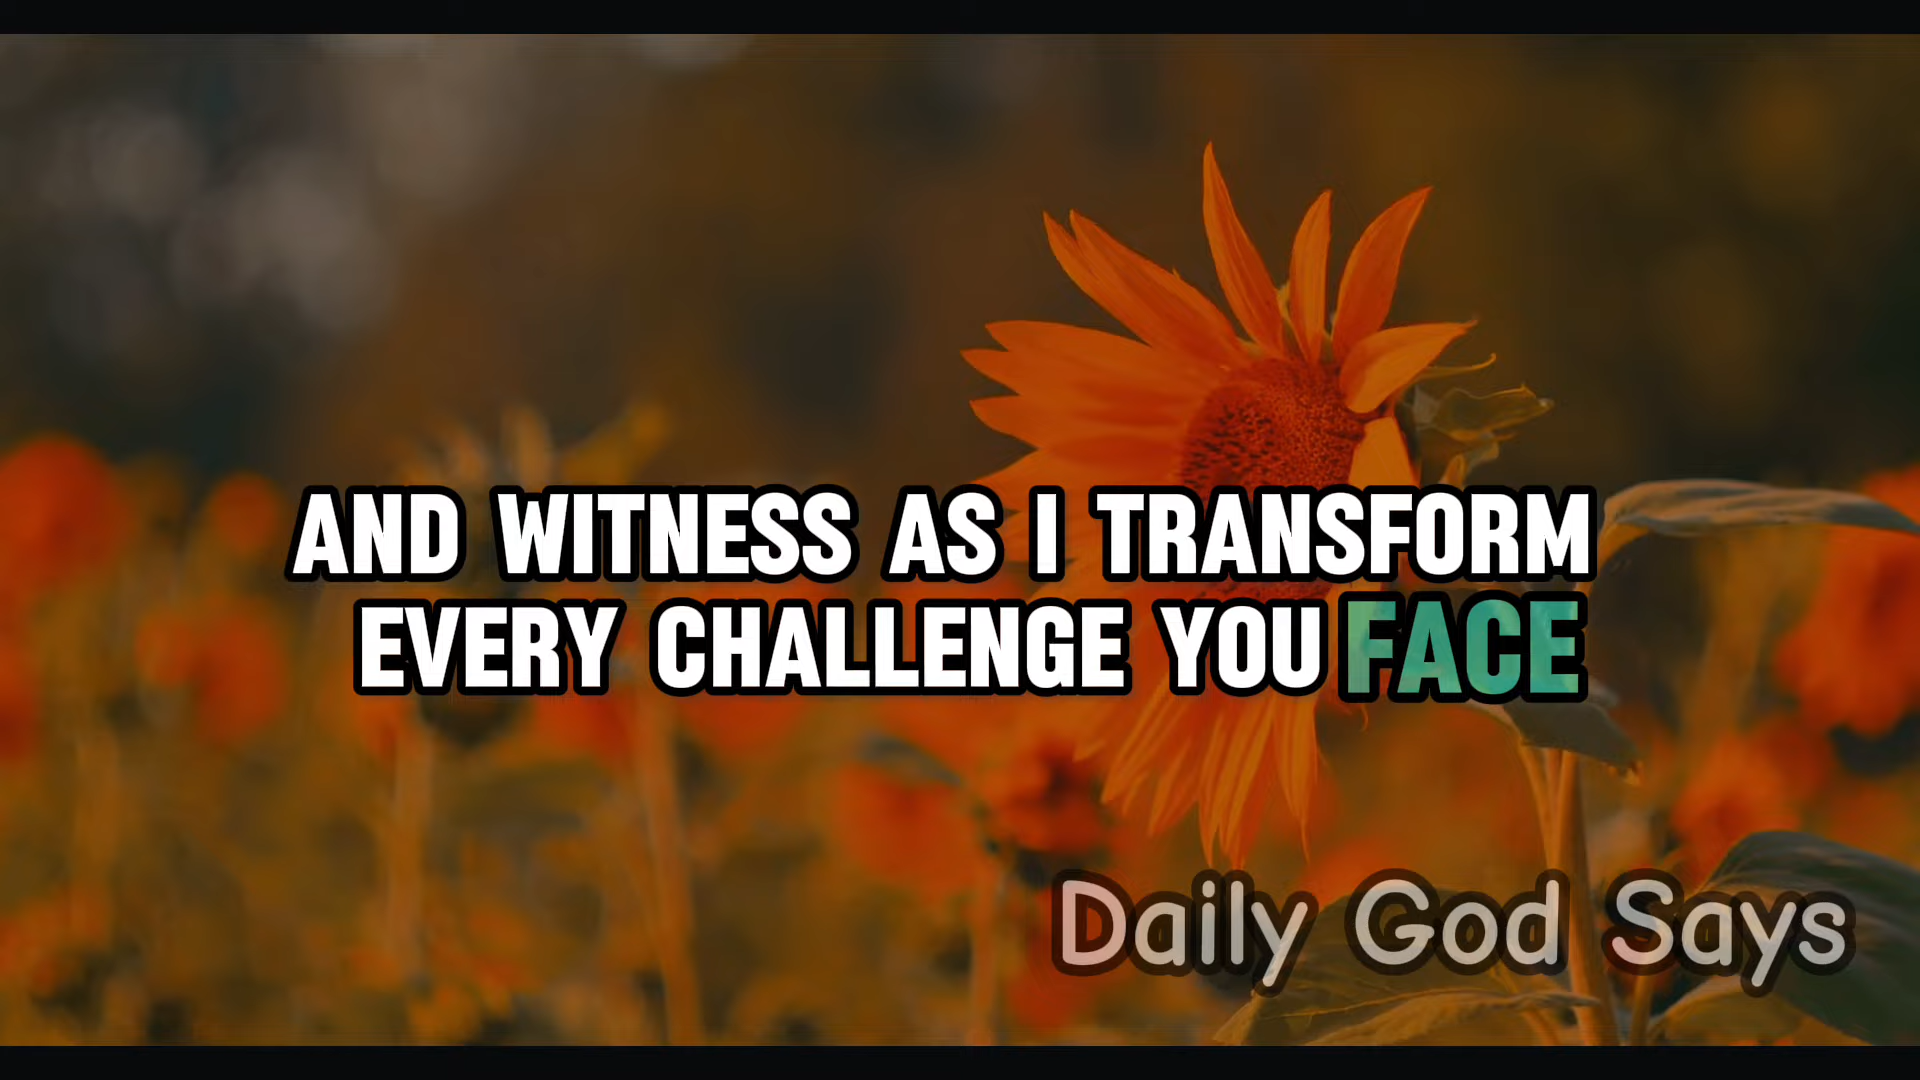 AND WITNESS AS I TRANSFORM
EVERY CHALLENGE YOU FACE
Daily God Says